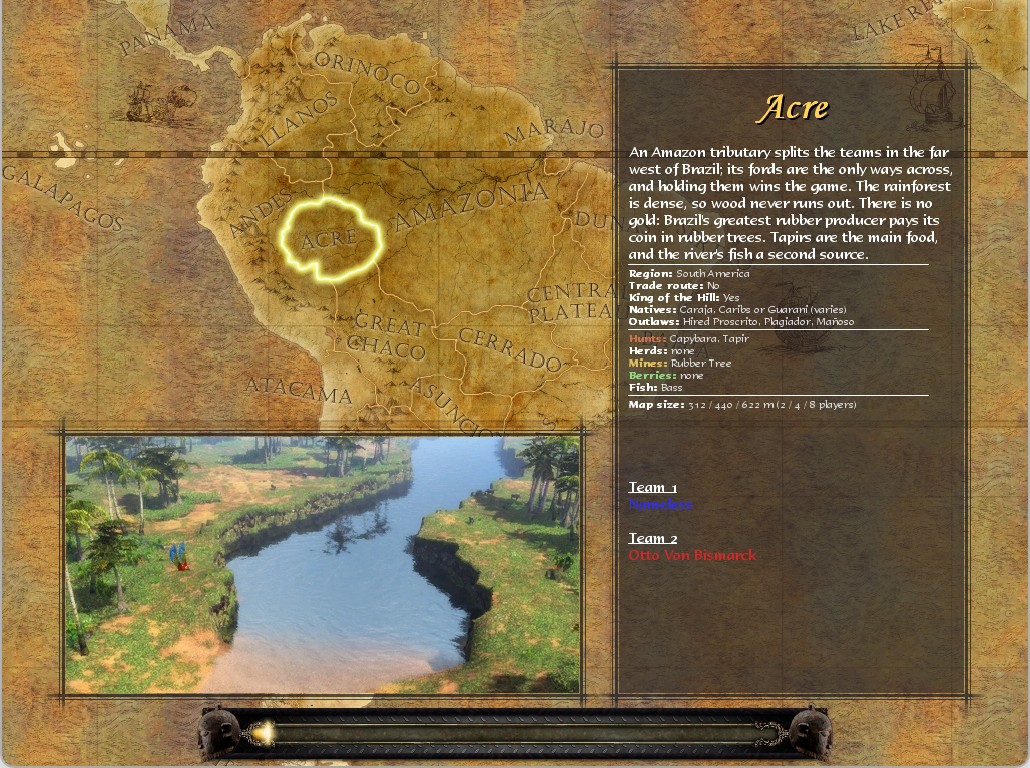 PANAMA
LAKE RE
ORINOCO
LLANOS
MARAJO
GALAPAGOS
ANDES
AMAZONIA
ACRE
DUN
CENTRA
PLATEA
GREAT
CHACO
CERRADO
ATACAMA
ASUNCIO
Acre
An Amazon tributary splits the teams in the far
west of Brazil; its fords are the only ways across,
and holding them wins the game. The rainforest
is dense, so wood never runs out. There is no
gold: Brazil's greatest rubber producer pays its
coin in rubber trees. Tapirs are the main food,
and the river's fish a second source.
Region: South America
Trade route: No
King of the Hill: Yes
Natives: Caraja, Caribs or Guarani (varies)
Outlaws: Hired Proscrito, Plagiador, Mañoso
Hunts: Capybara, Tapir
Herds: none
Mines: Rubber Tree
Berries: none
Fish: Bass
Map size: 312 / 440 / 622 m (2 / 4 / 8 players)
Team 1
Nameless
Team 2
Otto Von Bismarck